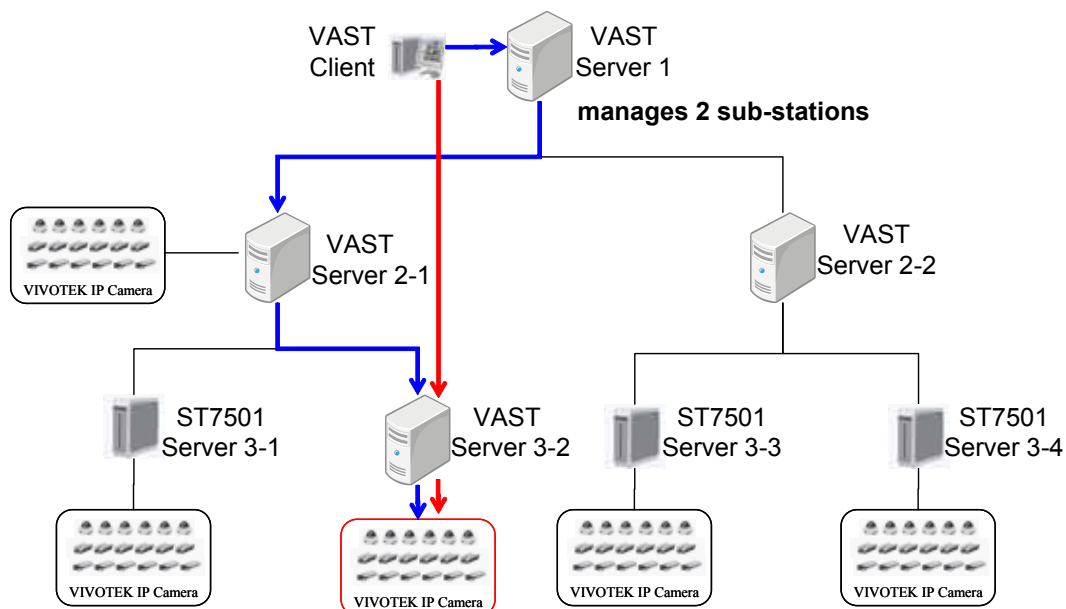 VAST
Client
VAST
Server 1
manages 2 sub-stations
VIVOTEK IP Camera
VAST
Server 2-1
VAST
Server 2-2
ST7501
Server 3-1
VAST
Server 3-2
ST7501
Server 3-3
ST7501
Server 3-4
VIVOTEK IP Camera
VIVOTEK IP Camera
VIVOTEK IP Camera
VIVOTEK IP Camera